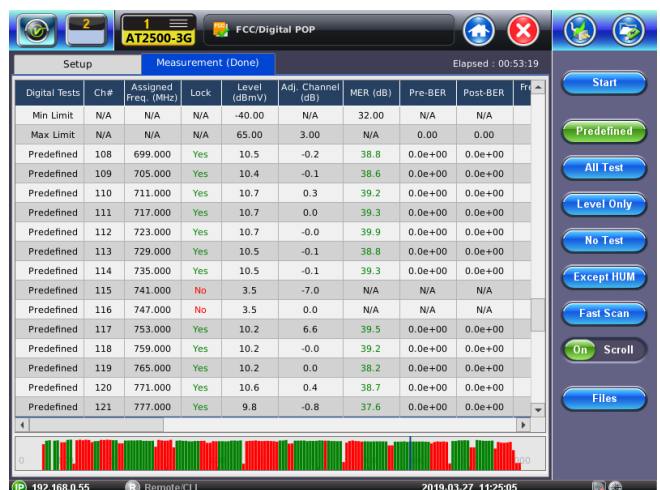 2
1
AT2500-3G
FCC/Digital POP
Setup
Measurement (Done)
Elapsed : 00:53:19
Digital Tests Ch# Assigned Freq. (MHz) Lock Level (dBmV) Adj. Channel (dB) MER (dB) Pre-BER Post-BER Fre
Min Limit N/A N/A N/A -40.00 N/A 32.00 N/A N/A
Max Limit N/A N/A N/A 65.00 3.00 N/A 0.00 0.00
Predefined 108 699.000 Yes 10.5 -0.2 38.8 0.0e+00 0.0e+00
Predefined 109 705.000 Yes 10.4 -0.1 38.6 0.0e+00 0.0e+00
Predefined 110 711.000 Yes 10.7 0.3 39.2 0.0e+00 0.0e+00
Predefined 111 717.000 Yes 10.7 0.0 39.3 0.0e+00 0.0e+00
Predefined 112 723.000 Yes 10.7 -0.0 39.9 0.0e+00 0.0e+00
Predefined 113 729.000 Yes 10.5 -0.1 38.8 0.0e+00 0.0e+00
Predefined 114 735.000 Yes 10.5 -0.1 39.3 0.0e+00 0.0e+00
Predefined 115 741.000 No 3.5 -7.0 N/A N/A N/A
Predefined 116 747.000 No 3.5 0.0 N/A N/A N/A
Predefined 117 753.000 Yes 10.2 6.6 39.5 0.0e+00 0.0e+00
Predefined 118 759.000 Yes 10.2 -0.0 39.2 0.0e+00 0.0e+00
Predefined 119 765.000 Yes 10.2 0.0 38.2 0.0e+00 0.0e+00
Predefined 120 771.000 Yes 10.6 0.4 38.7 0.0e+00 0.0e+00
Predefined 121 777.000 Yes 9.8 -0.8 37.6 0.0e+00 0.0e+00
0
Start
Predefined
All Test
Level Only
No Test
Except HUM
Fast Scan
On Scroll
Files
IP 192.168.0.55
R Remote/CLI
2019.03.27 11:25:05